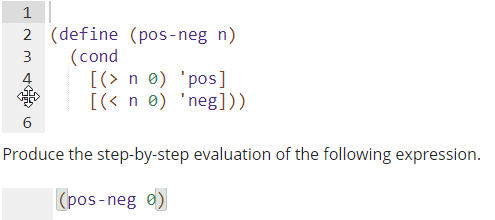 1
2 (define (pos-neg n)
3 (cond
4 [(> n 0) 'pos]
[(< n 0) 'neg]))
6
Produce the step-by-step evaluation of the following expression.
(pos-neg 0)